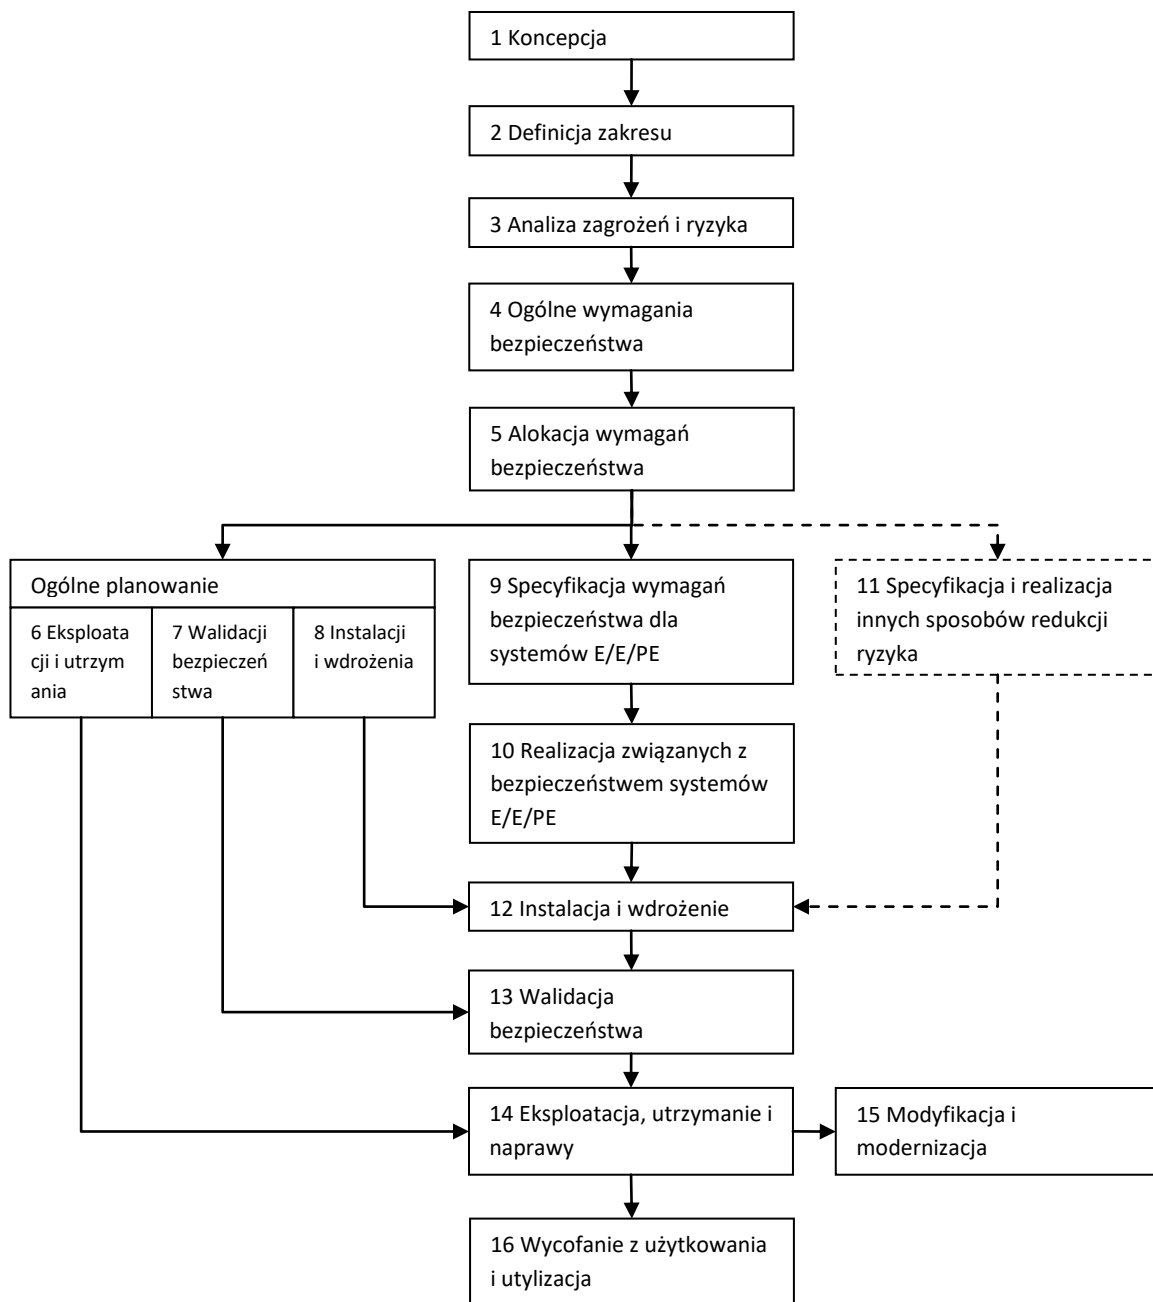 1 Koncepcja
2 Definicja zakresu
3 Analiza zagrożeń i ryzyka
4 Ogólne wymagania
bezpieczeństwa
5 Alokacja wymagań
bezpieczeństwa
Ogólne planowanie
6 Eksploata
cji i utrzym
ania
7 Walidacji
bezpieczeń
stwa
8 Instalacji
i wdrożenia
9 Specyfikacja wymagań
bezpieczeństwa dla
systemów E/E/PE
11 Specyfikacja i realizacja
innych sposobów redukcji
ryzyka
10 Realizacja związanych z
bezpieczeństwem systemów
E/E/PE
12 Instalacja i wdrożenie
13 Walidacja
bezpieczeństwa
14 Eksploatacja, utrzymanie i
naprawy
15 Modyfikacja i
modernizacja
16 Wycofanie z użytkowania
i utylizacja